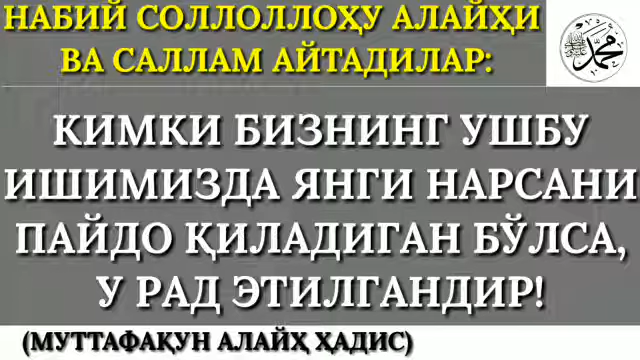 НАБИЙ СОЛЛОЛЛОҲУ АЛАЙҲИ
ВА САЛЛАМ АЙТАДИЛАР:
محمد
КИМКИ БИЗНИНГ УШБУ
ИШИМИЗДА ЯНГИ НАРСАНИ
ПАЙДО ҚИЛАДИГАН БЎЛСА,
У РАД ЭТИЛГАНДИР!
(МУТТАФАҚУН АЛАЙҲ ҲАДИС)